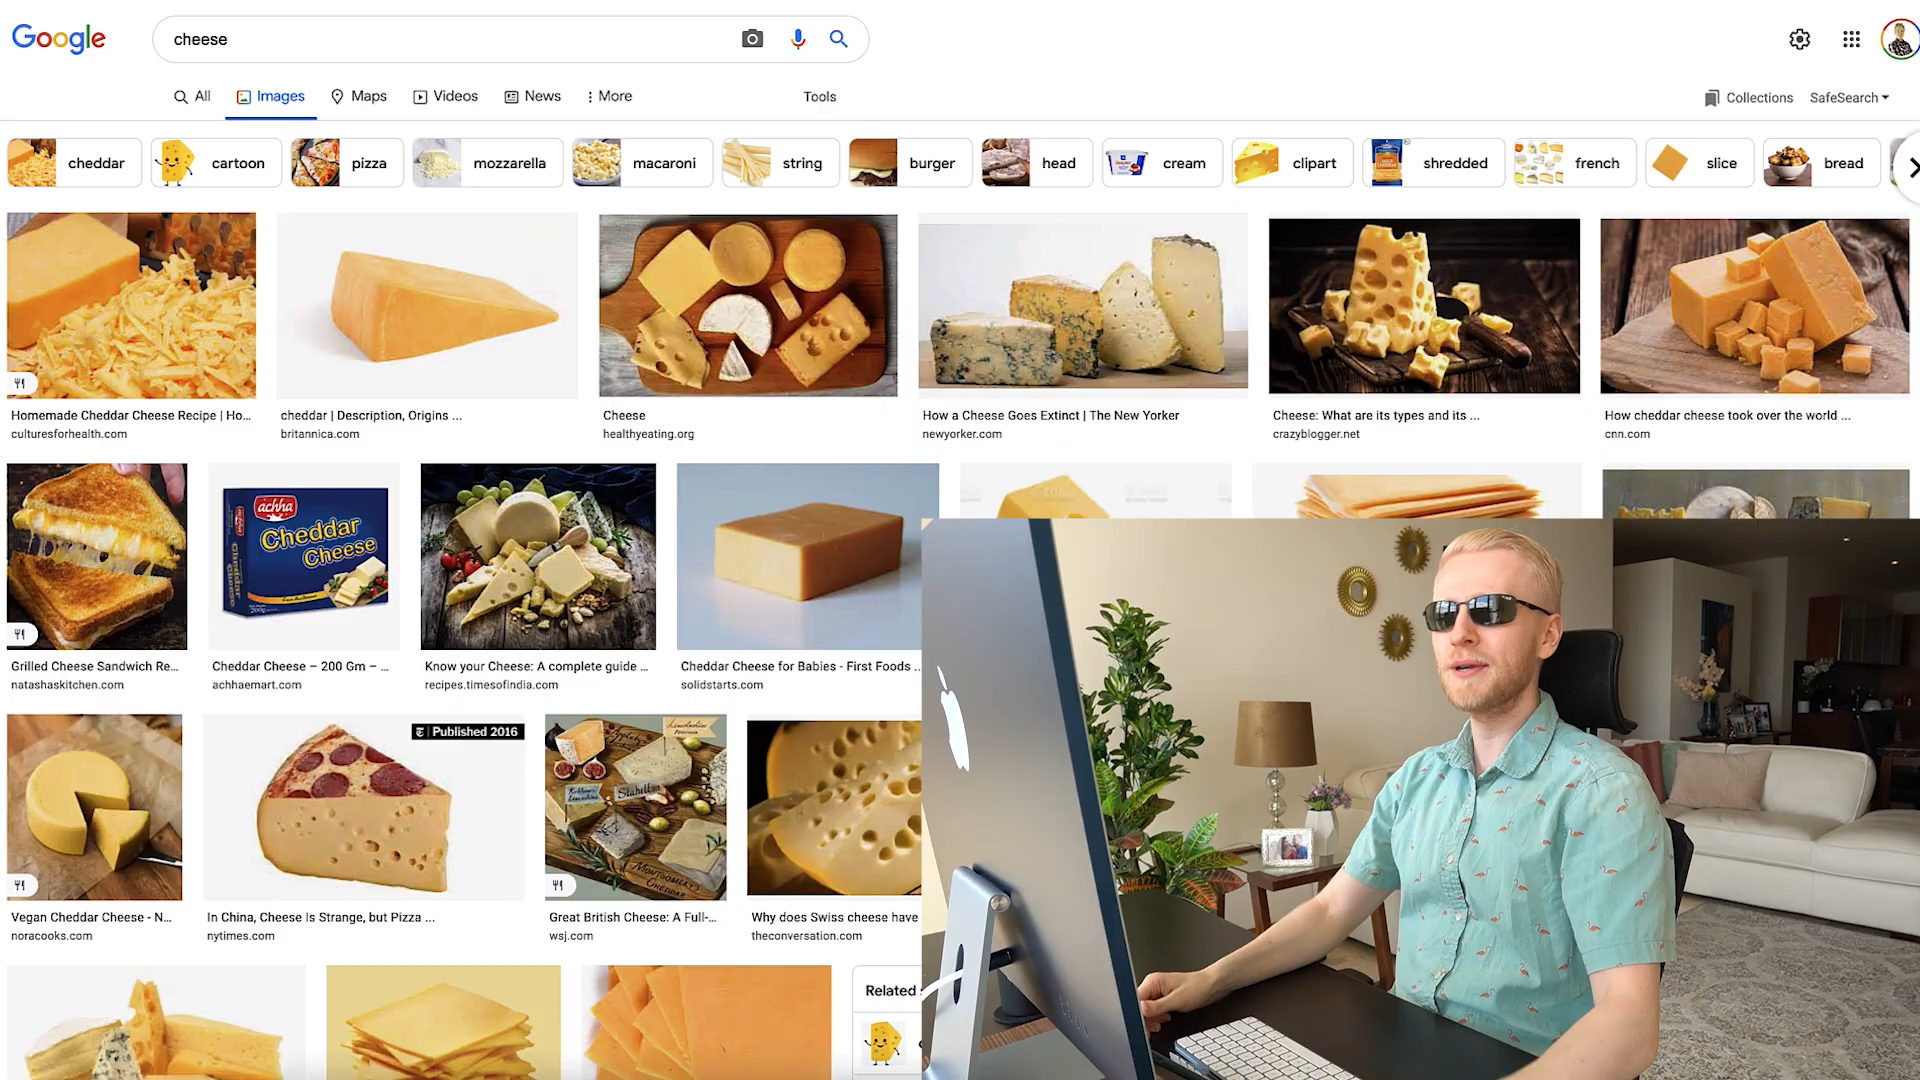 Google
cheese
All
Images
Maps
Videos
News
More
Tools
Collections
SafeSearch
cheddar
cartoon
pizza
mozzarella
macaroni
string
burger
head
cream
clipart
shredded
french
slice
bread
Homemade Cheddar Cheese Recipe | Ho...
culturesforhealth.com
cheddar | Description, Origins ...
britannica.com
Cheese
healthyeating.org
How a Cheese Goes Extinct | The New Yorker
newyorker.com
Cheese: What are its types and its ...
crazyblogger.net
How cheddar cheese took over the world ...
cnn.com
achha
Cheddar
Cheese
Grilled Cheese Sandwich Re...
natashaskitchen.com
Cheddar Cheese – 200 Gm – ...
achhaemart.com
Know your Cheese: A complete guide ...
recipes.timesofindia.com
Cheddar Cheese for Babies - First Foods ...
solidstarts.com
Published 2016
Lincolnshire
Poacher
Stichelton
Montgomery's
Cheddar
Vegan Cheddar Cheese - N...
noracooks.com
In China, Cheese Is Strange, but Pizza ...
nytimes.com
Great British Cheese: A Full-...
wsj.com
Why does Swiss cheese have
theconversation.com
Related